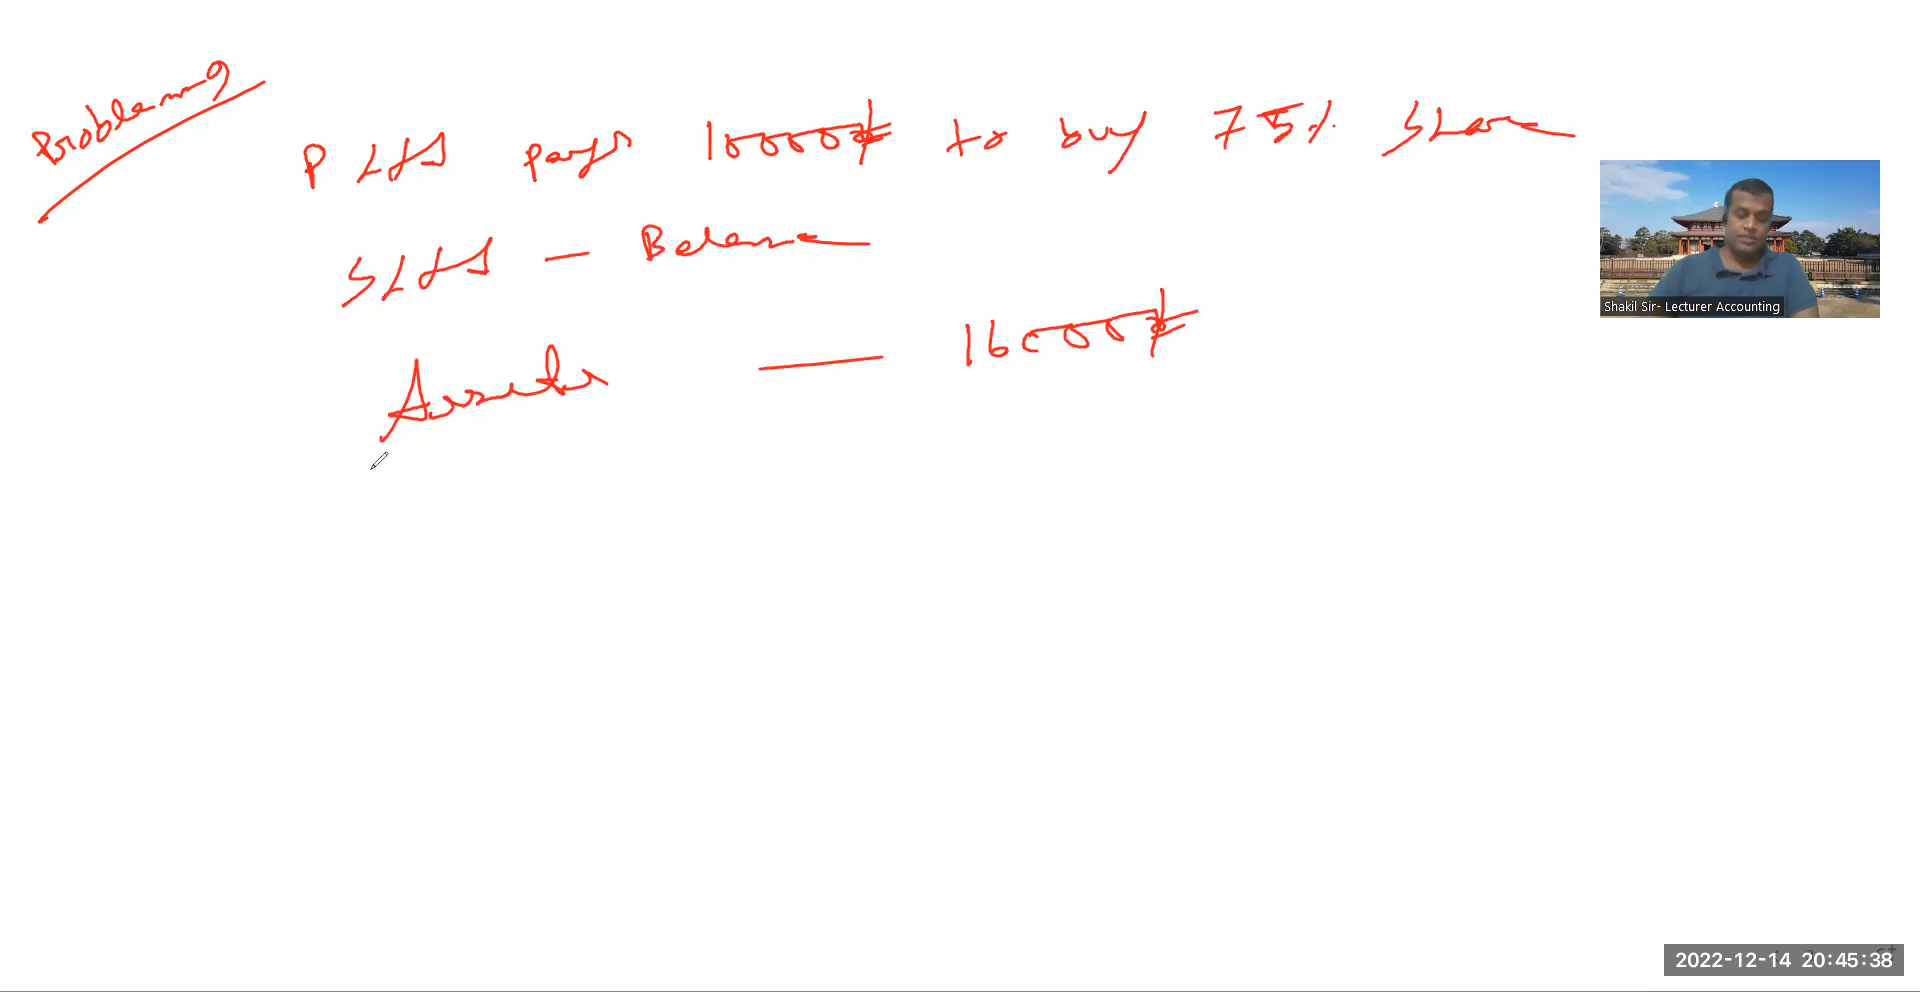 Problem 9
P Ltd pays 10000₤ to buy 75% Share
S Ltd — Balance
Assets — 16000₤
Shakil Sir- Lecturer Accounting
2022-12-14 20:45:38